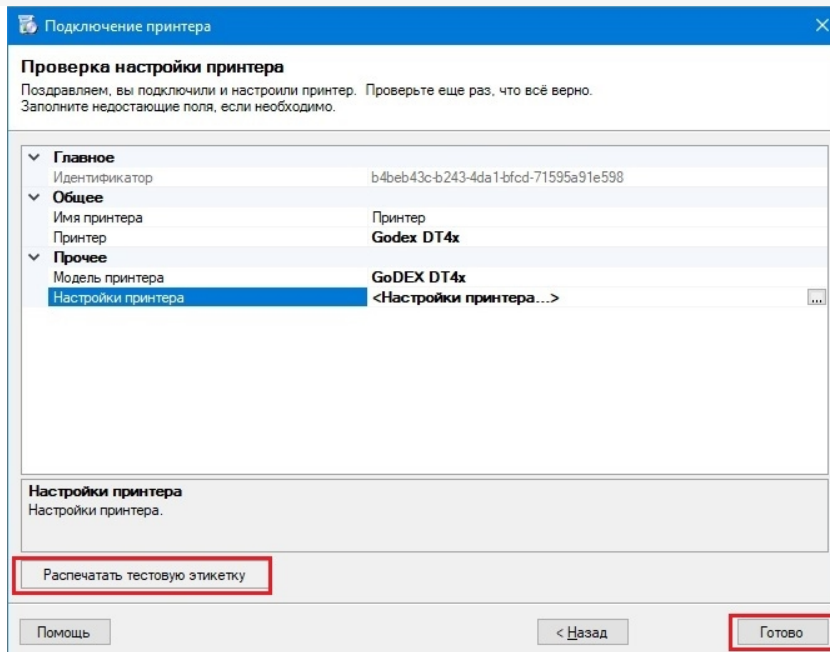 Подключение принтера
Проверка настройки принтера
Поздравляем, вы подключили и настроили принтер. Проверьте еще раз, что всё верно.
Заполните недостающие поля, если необходимо.
Главное
Идентификатор b4beb43c-b243-4da1-bfcd-71595a91e598
Общее
Имя принтера Принтер
Принтер Godex DT4x
Прочее
Модель принтера GoDEX DT4x
Настройки принтера <Настройки принтера...>
...
Настройки принтера
Настройки принтера.
Распечатать тестовую этикетку
Помощь < Назад Готово